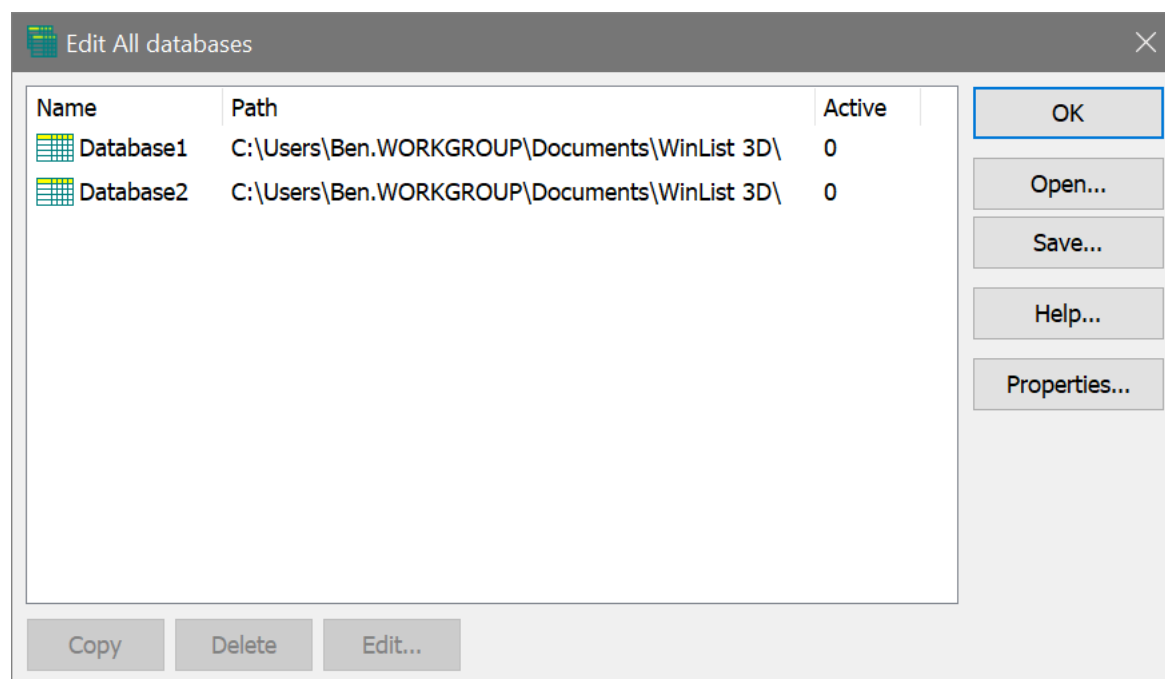 Edit All databases
Name Path Active
Database1 C:\Users\Ben.WORKGROUP\Documents\WinList 3D\ 0
Database2 C:\Users\Ben.WORKGROUP\Documents\WinList 3D\ 0
OK
Open...
Save...
Help...
Properties...
Copy Delete Edit...